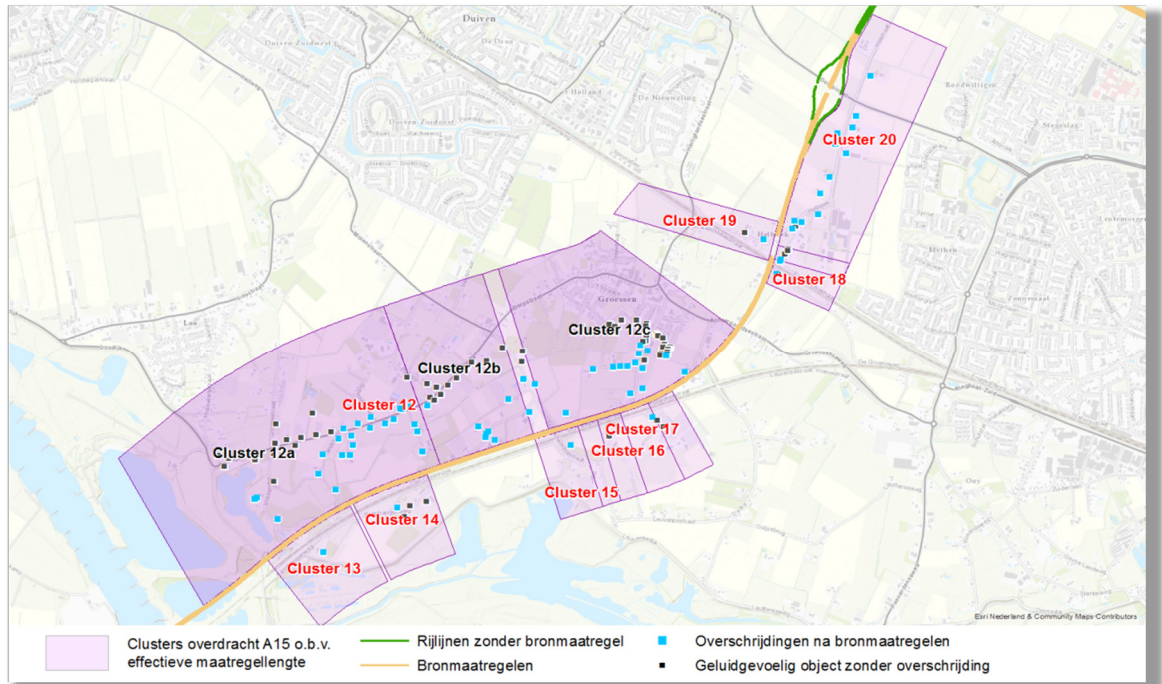 Duiven
Cluster 20
Cluster 19
Cluster 18
Groessen
Cluster 12c
Loo
Cluster 12b
Cluster 12
Cluster 17
Cluster 12a
Cluster 16
Cluster 15
Cluster 14
Cluster 13
Esri Nederland & Community Maps Contributors
Clusters overdracht A15 o.b.v.
effectieve maatregellengte
Rijlijnen zonder bronmaatregel
Bronmaatregelen
Overschrijdingen na bronmaatregelen
Geluidgevoelig object zonder overschrijding